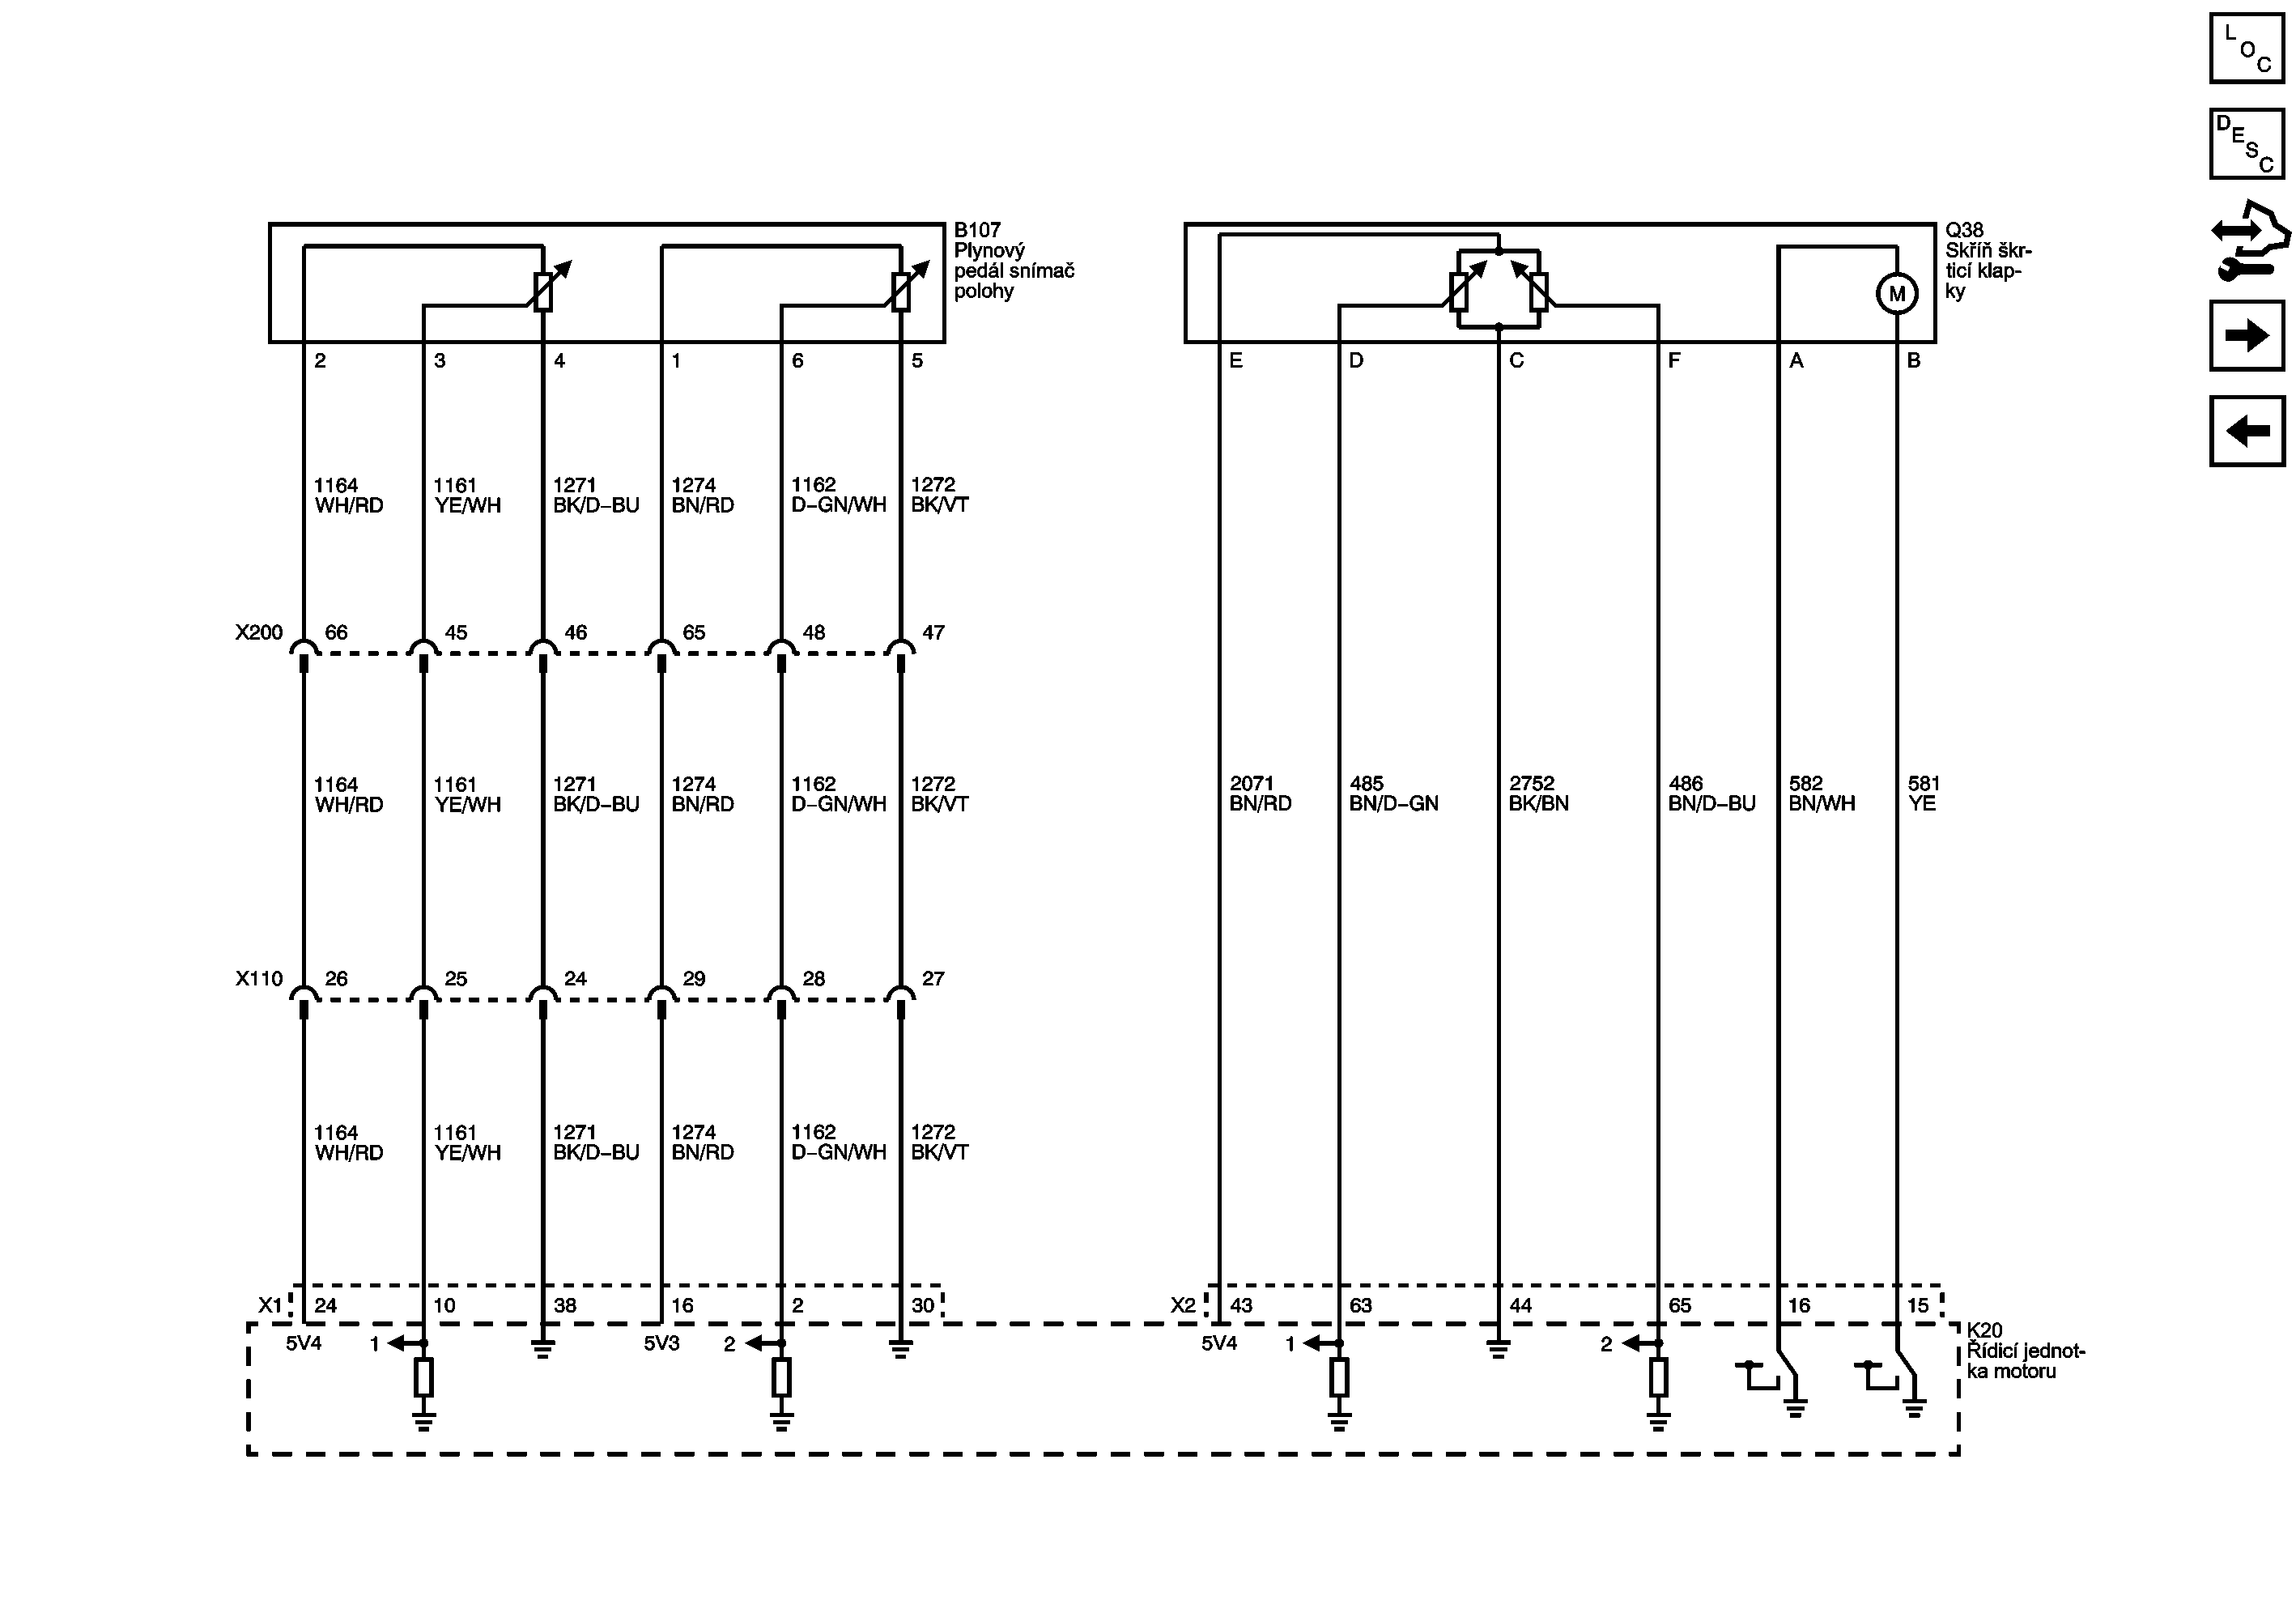 L
O
C
D
E
S
C
B107
Plynový
pedál snímač
polohy
Q38
Skříň škr-
ticí klap-
ky
M
2 3 4 1 6 5
E D C F A B
1164 1161 1271 1274 1162 1272
WH/RD YE/WH BK/D-BU BN/RD D-GN/WH BK/VT
X200 66 45 46 65 48 47
1164 1161 1271 1274 1162 1272
WH/RD YE/WH BK/D-BU BN/RD D-GN/WH BK/VT
2071 485 2752 486 582 581
BN/RD BN/D-GN BK/BN BN/D-BU BN/WH YE
X110 26 25 24 29 28 27
1164 1161 1271 1274 1162 1272
WH/RD YE/WH BK/D-BU BN/RD D-GN/WH BK/VT
X1 24 10 38 16 2 30
X2 43 63 44 65 16 15
5V4 1 5V3 2
5V4 1 2
K20
Řídicí jednot-
ka motoru